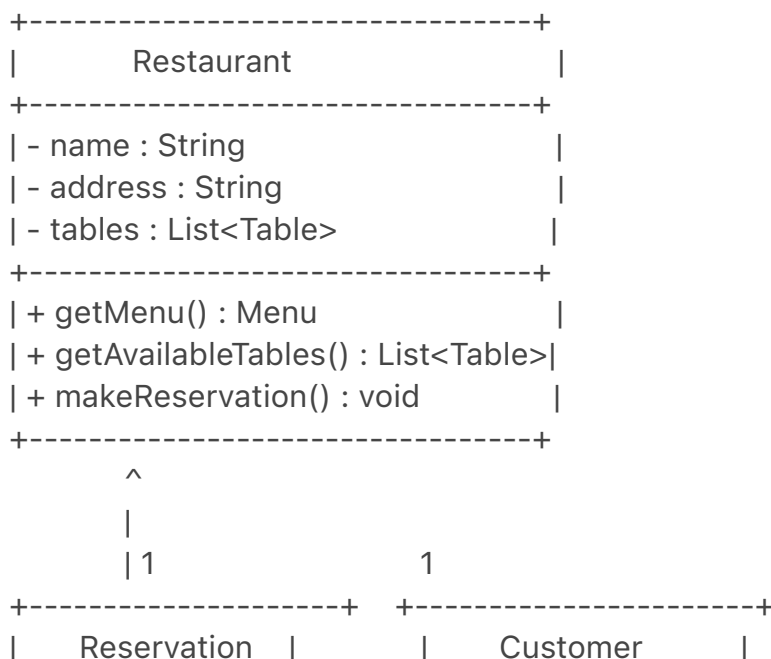 +----------------------------------+
|          Restaurant                          |
+----------------------------------+
| - name : String                              |
| - address : String                           |
| - tables : List<Table>                     |
+----------------------------------+
| + getMenu() : Menu                       |
| + getAvailableTables() : List<Table>|
| + makeReservation() : void          |
+----------------------------------+
^
|
| 1                                1
+---------------------+   +-----------------------+
|     Reservation    |            |      Customer         |